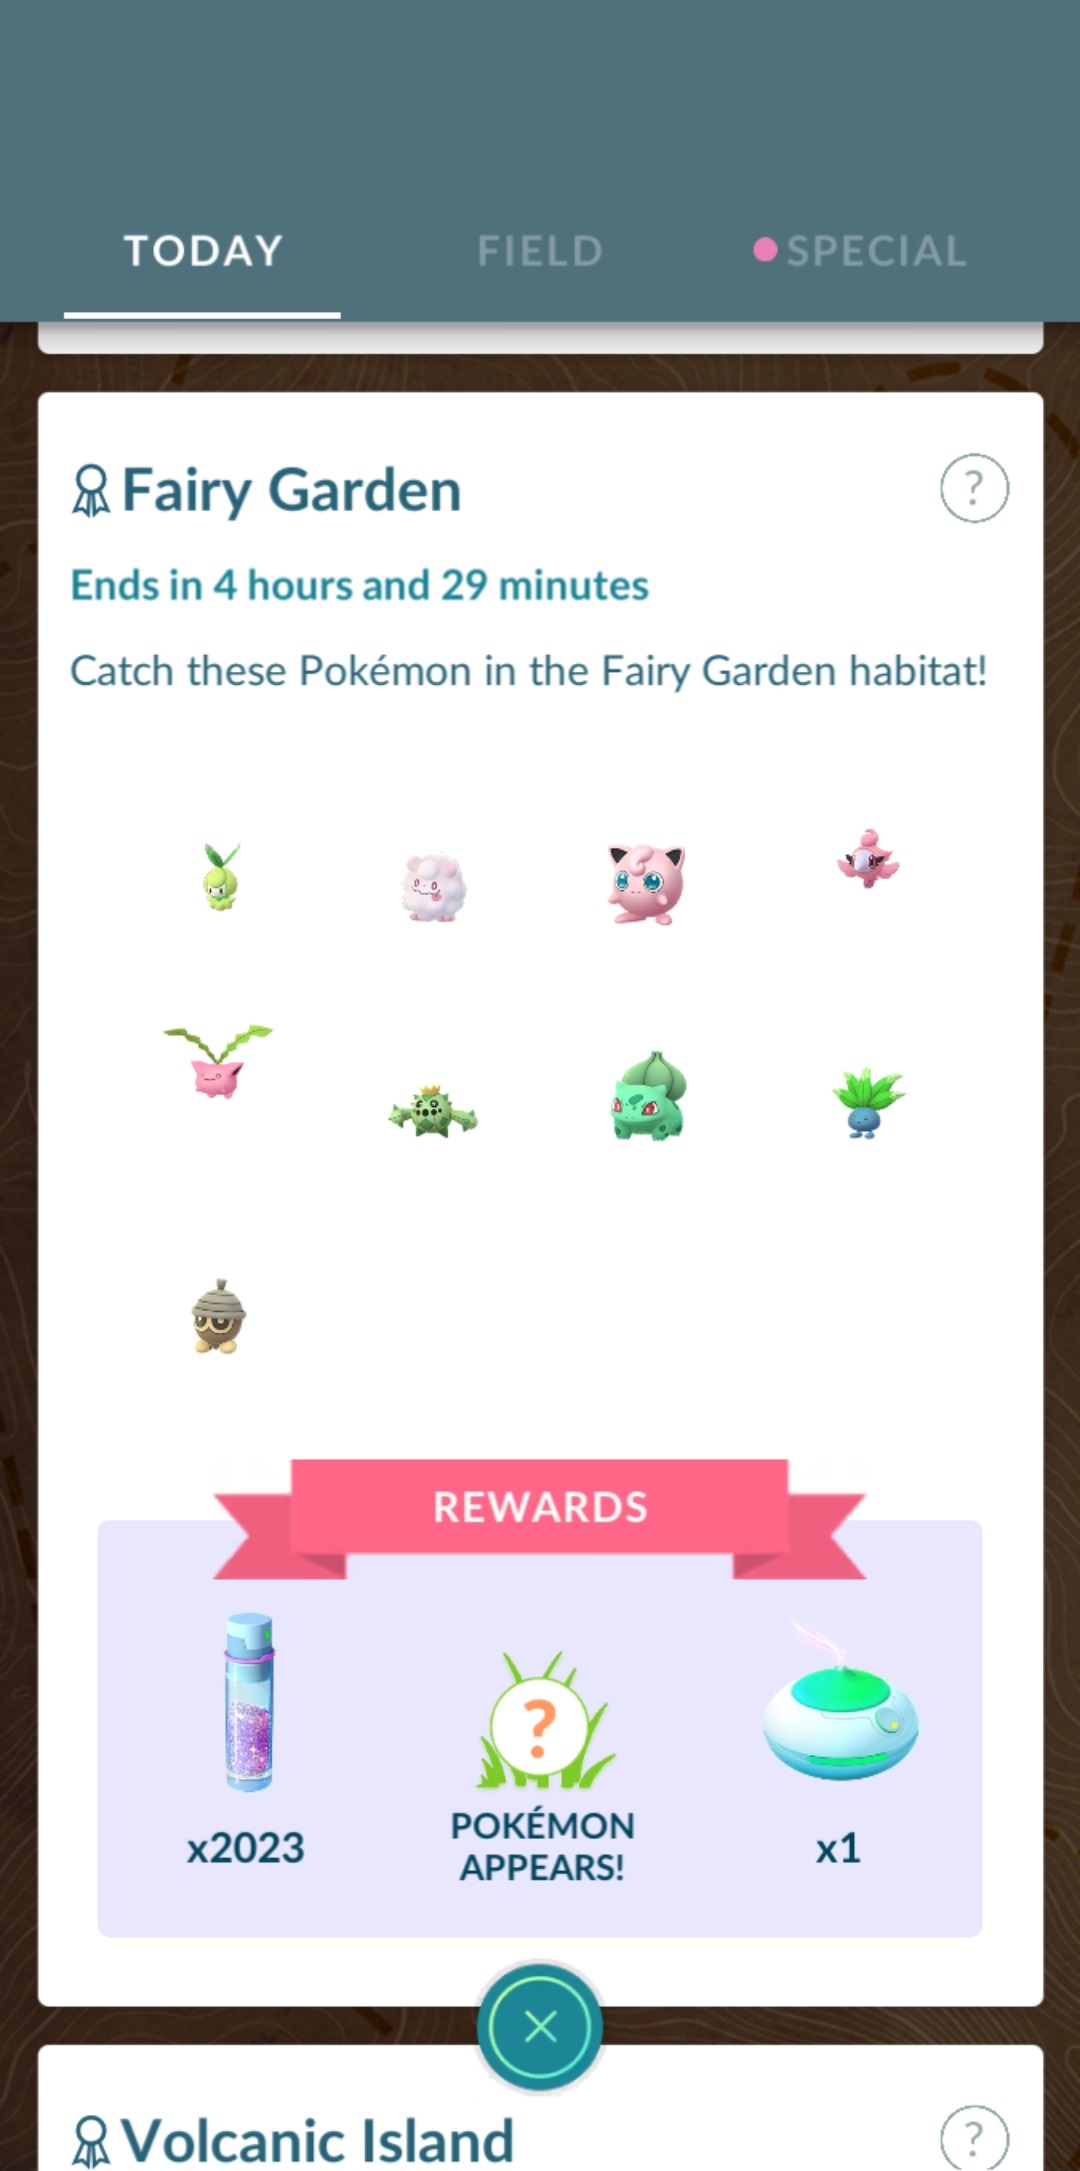 TODAY
FIELD
SPECIAL
Fairy Garden
?
Ends in 4 hours and 29 minutes
Catch these Pokémon in the Fairy Garden habitat!
REWARDS
?
x2023
POKÉMON
APPEARS!
x1
Volcanic Island
?